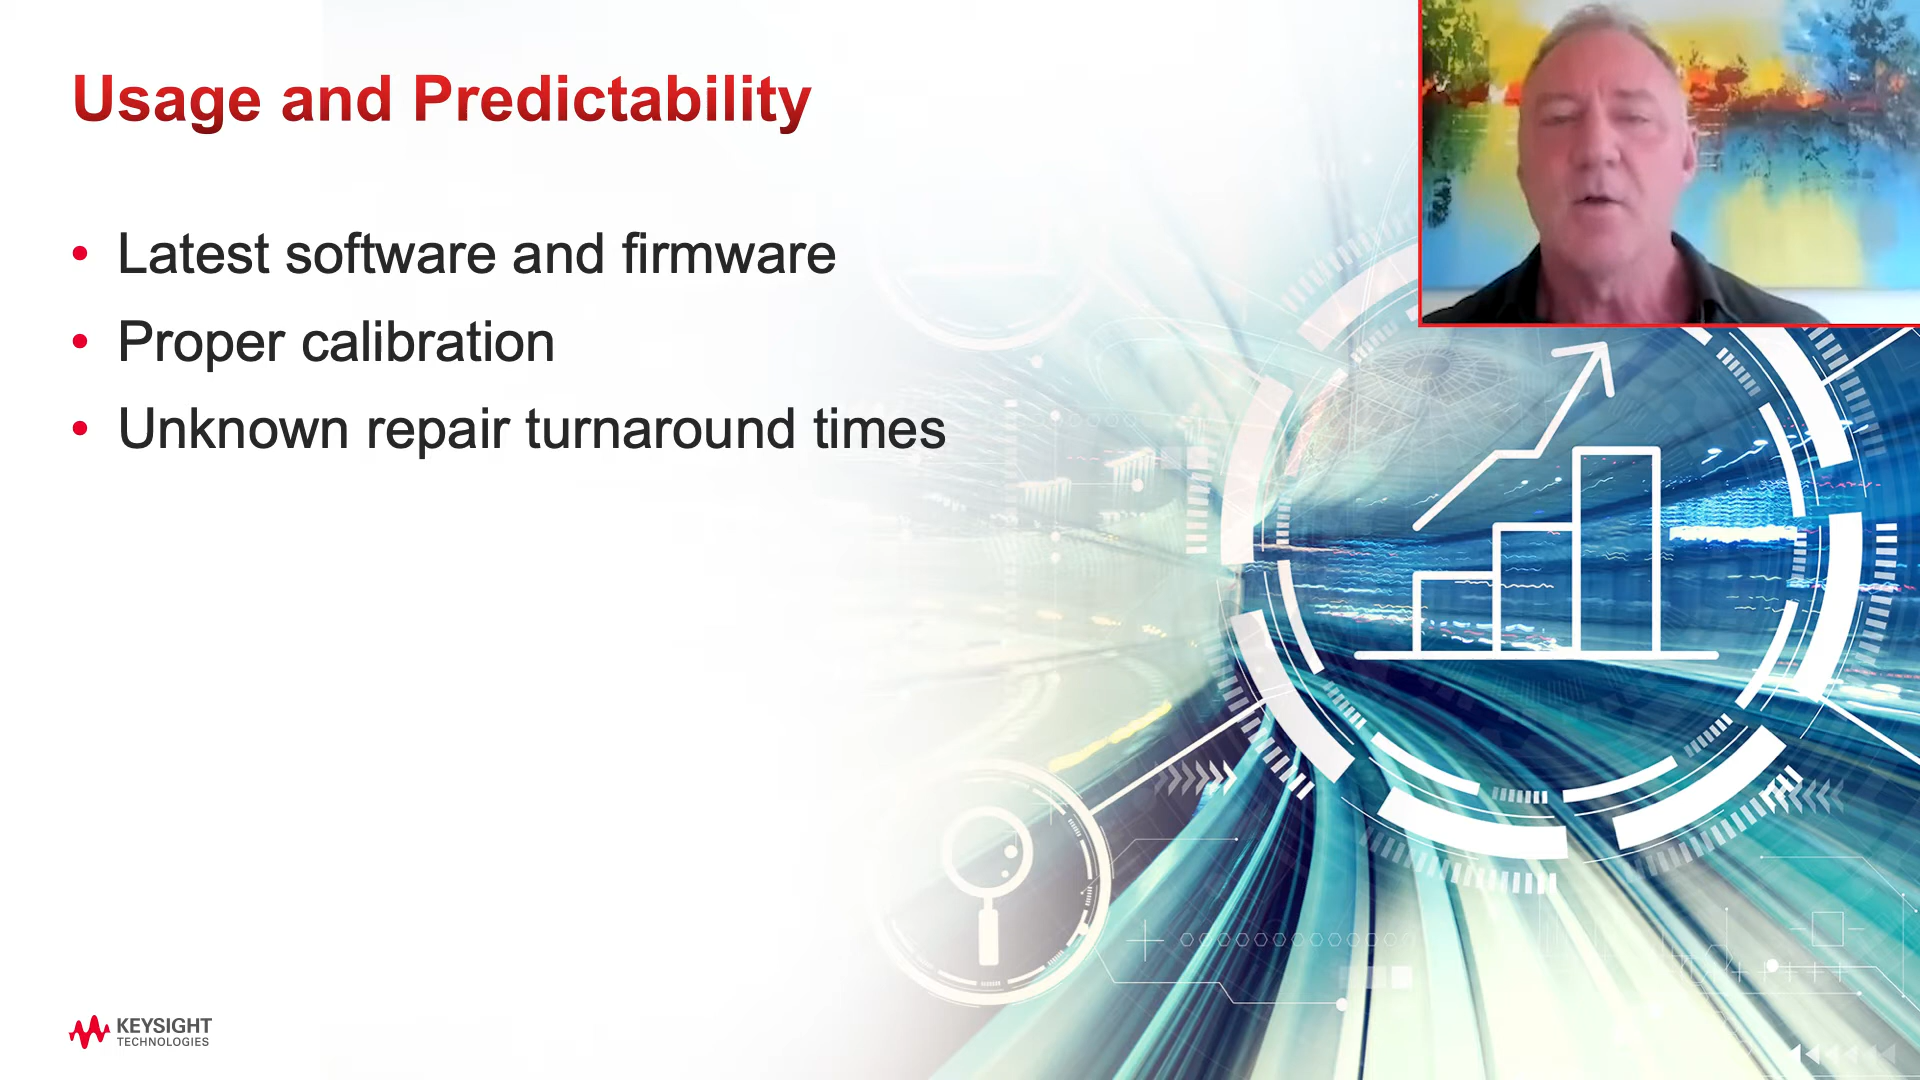 Usage and Predictability
• Latest software and firmware
• Proper calibration
• Unknown repair turnaround times
KEYSIGHT
TECHNOLOGIES